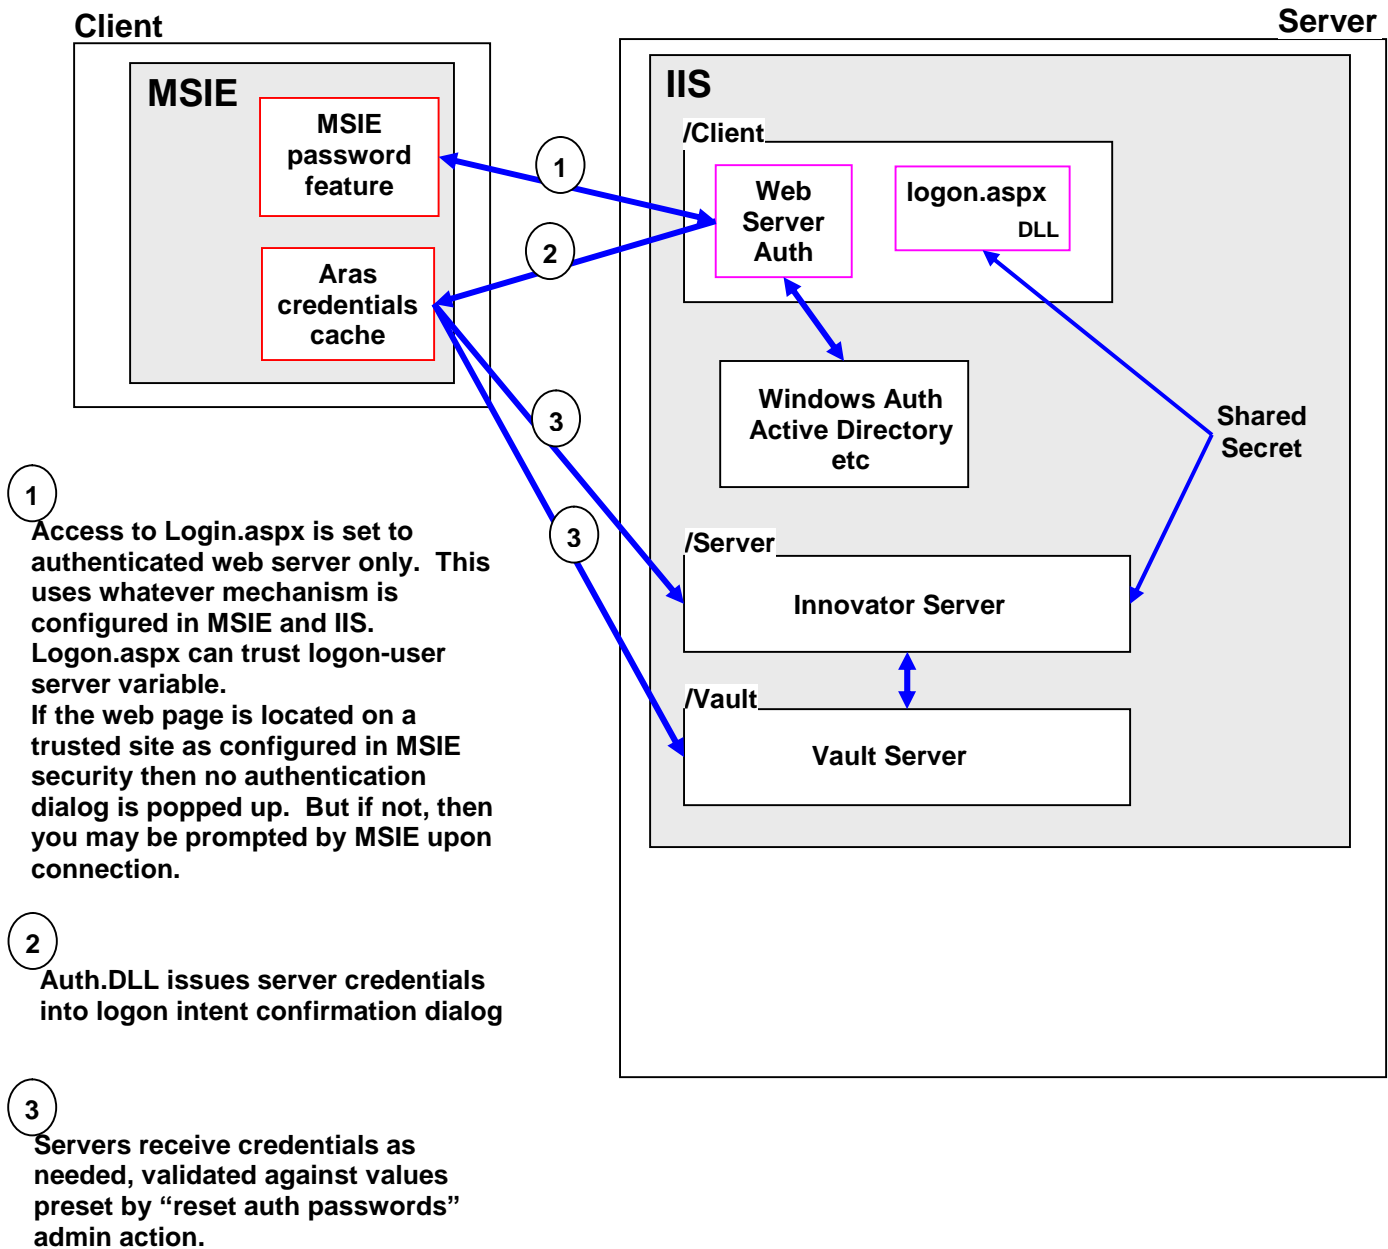 Client
Server
MSIE
MSIE
password
feature
Aras
credentials
cache
IIS
/Client
Web
Server
Auth
logon.aspx
DLL
Windows Auth
Active Directory
etc
Shared
Secret
/Server
Innovator Server
/Vault
Vault Server
1
2
3
3
1
Access to Login.aspx is set to
authenticated web server only.  This
uses whatever mechanism is
configured in MSIE and IIS.
Logon.aspx can trust logon-user
server variable.
If the web page is located on a
trusted site as configured in MSIE
security then no authentication
dialog is popped up.  But if not, then
you may be prompted by MSIE upon
connection.
2
Auth.DLL issues server credentials
into logon intent confirmation dialog
3
Servers receive credentials as
needed, validated against values
preset by “reset auth passwords”
admin action.